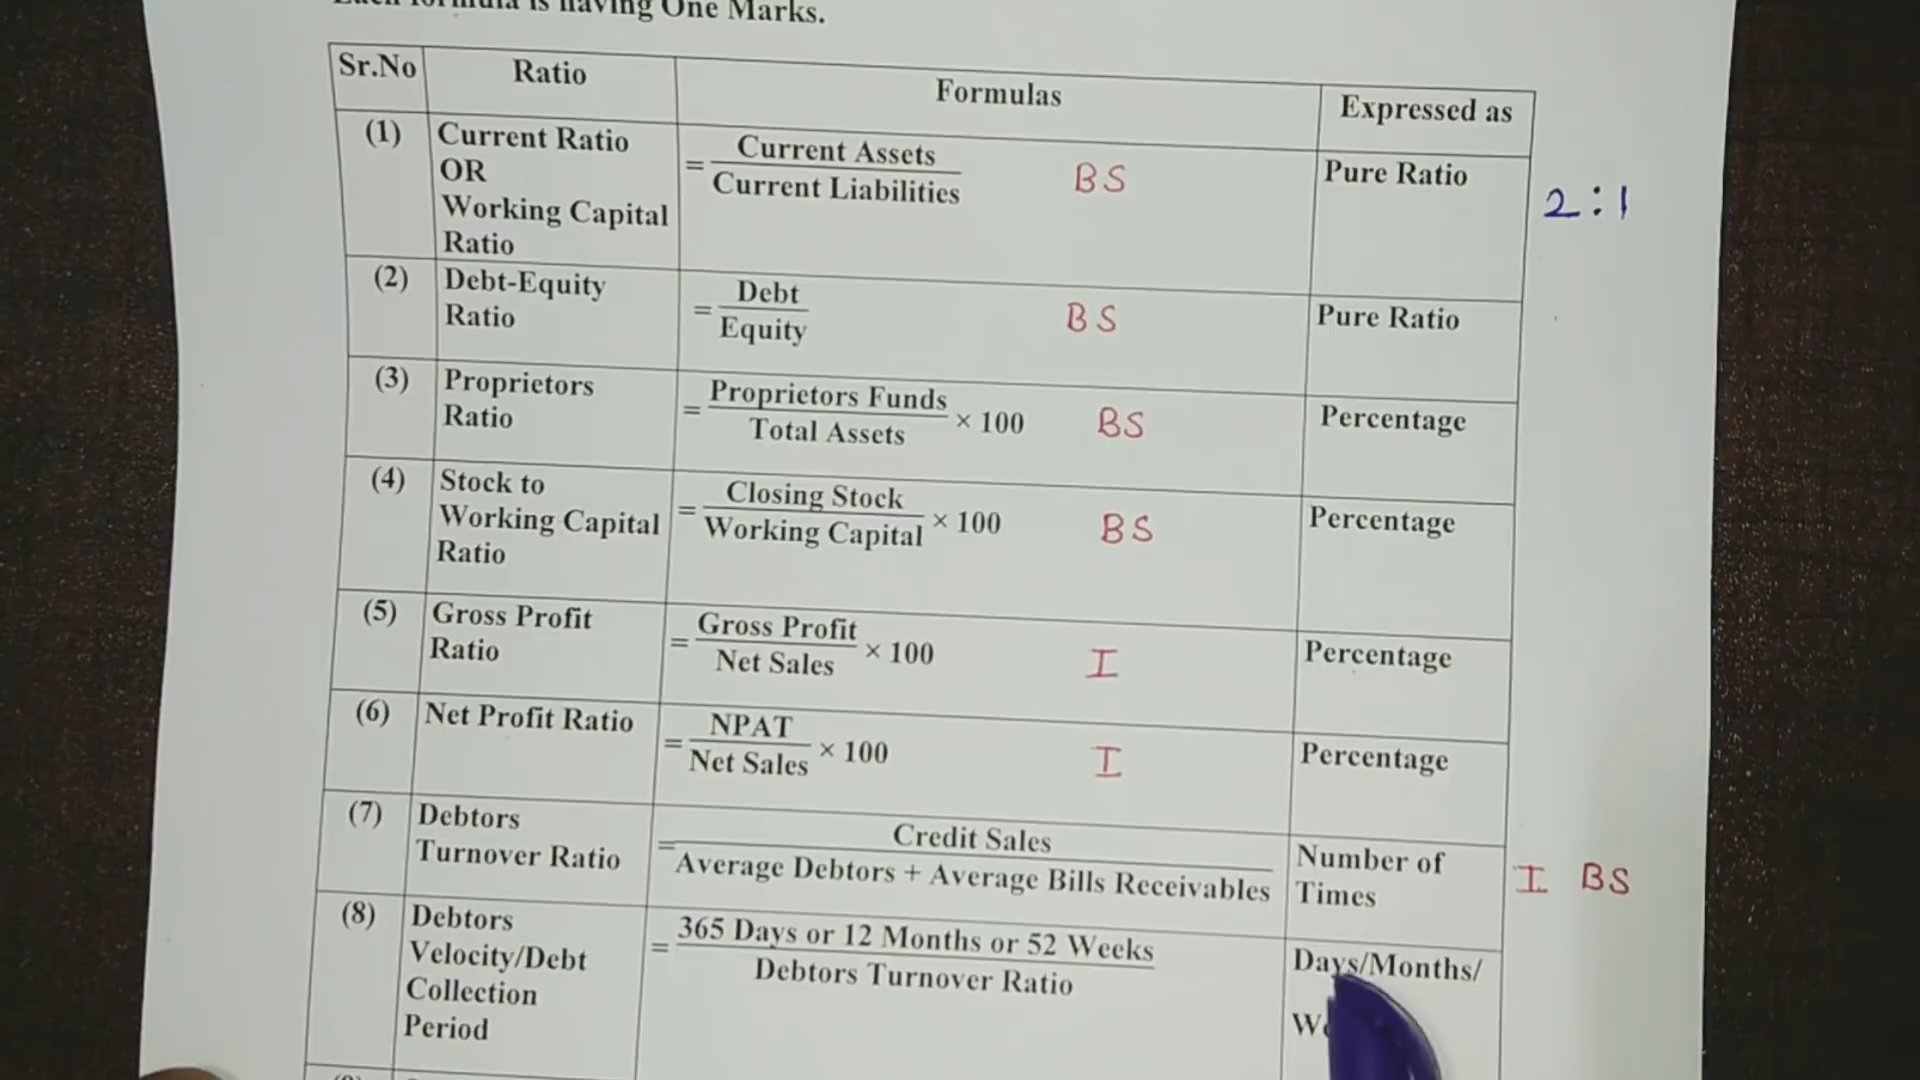 Each formula is having One Marks.
Sr.No Ratio Formulas Expressed as
(1) Current Ratio
OR
Working Capital
Ratio
= Current Assets
Current Liabilities
BS
Pure Ratio
2:1
(2) Debt-Equity
Ratio
= Debt
Equity
BS
Pure Ratio
(3) Proprietors
Ratio
= Proprietors Funds
Total Assets
× 100
BS
Percentage
(4) Stock to
Working Capital
Ratio
= Closing Stock
Working Capital
× 100
BS
Percentage
(5) Gross Profit
Ratio
= Gross Profit
Net Sales
× 100
I
Percentage
(6) Net Profit Ratio
= NPAT
Net Sales
× 100
I
Percentage
(7) Debtors
Turnover Ratio
= Credit Sales
Average Debtors + Average Bills Receivables
Number of
Times
I BS
(8) Debtors
Velocity/Debt
Collection
Period
= 365 Days or 12 Months or 52 Weeks
Debtors Turnover Ratio
Days/Months/